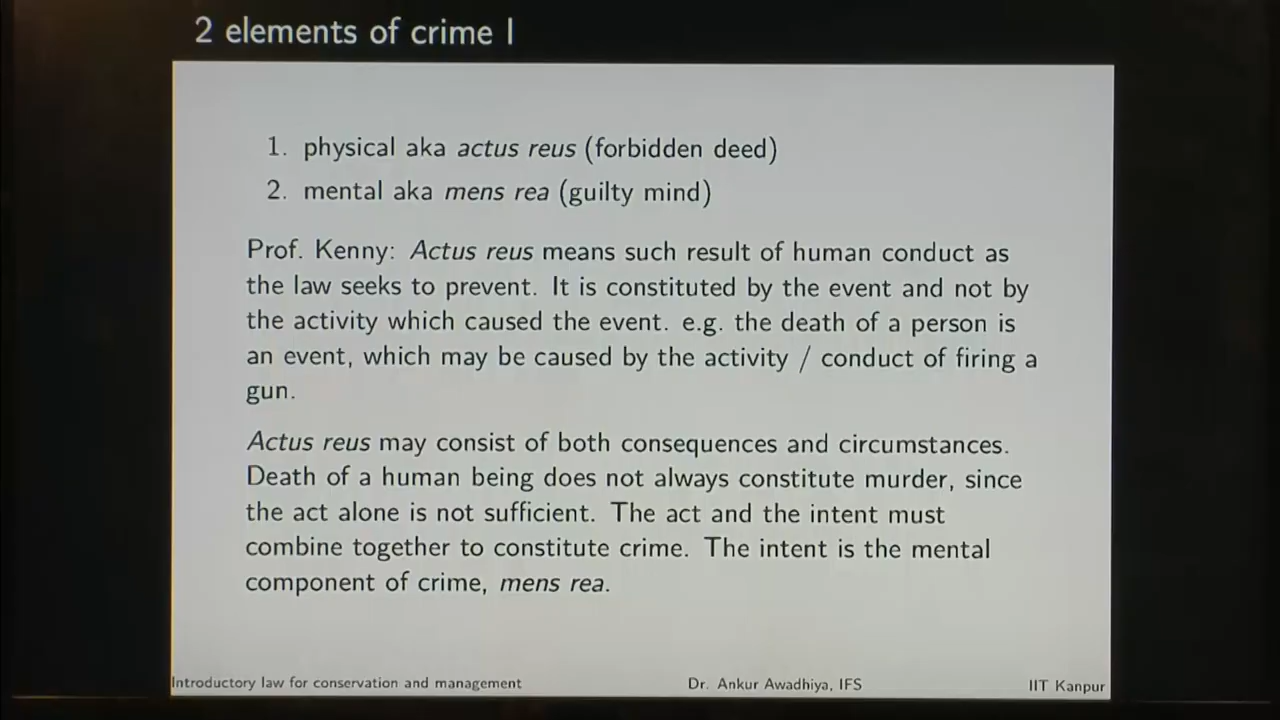 2 elements of crime I
1. physical aka actus reus (forbidden deed)
2. mental aka mens rea (guilty mind)
Prof. Kenny: Actus reus means such result of human conduct as
the law seeks to prevent. It is constituted by the event and not by
the activity which caused the event. e.g. the death of a person is
an event, which may be caused by the activity / conduct of firing a
gun.
Actus reus may consist of both consequences and circumstances.
Death of a human being does not always constitute murder, since
the act alone is not sufficient. The act and the intent must
combine together to constitute crime. The intent is the mental
component of crime, mens rea.
Introductory law for conservation and management Dr. Ankur Awadhiya, IFS IIT Kanpur